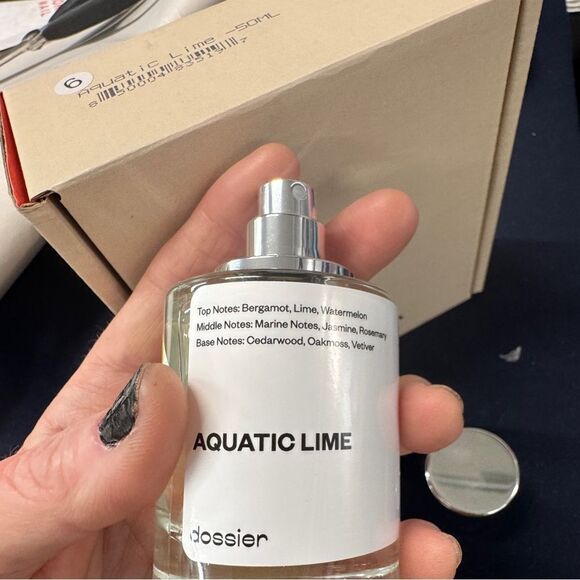 Aquatic Lime _50ML
6
Top Notes: Bergamot, Lime, Watermelon
Middle Notes: Marine Notes, Jasmine, Rosemary
Base Notes: Cedarwood, Oakmoss, Vetiver
AQUATIC LIME
dossier